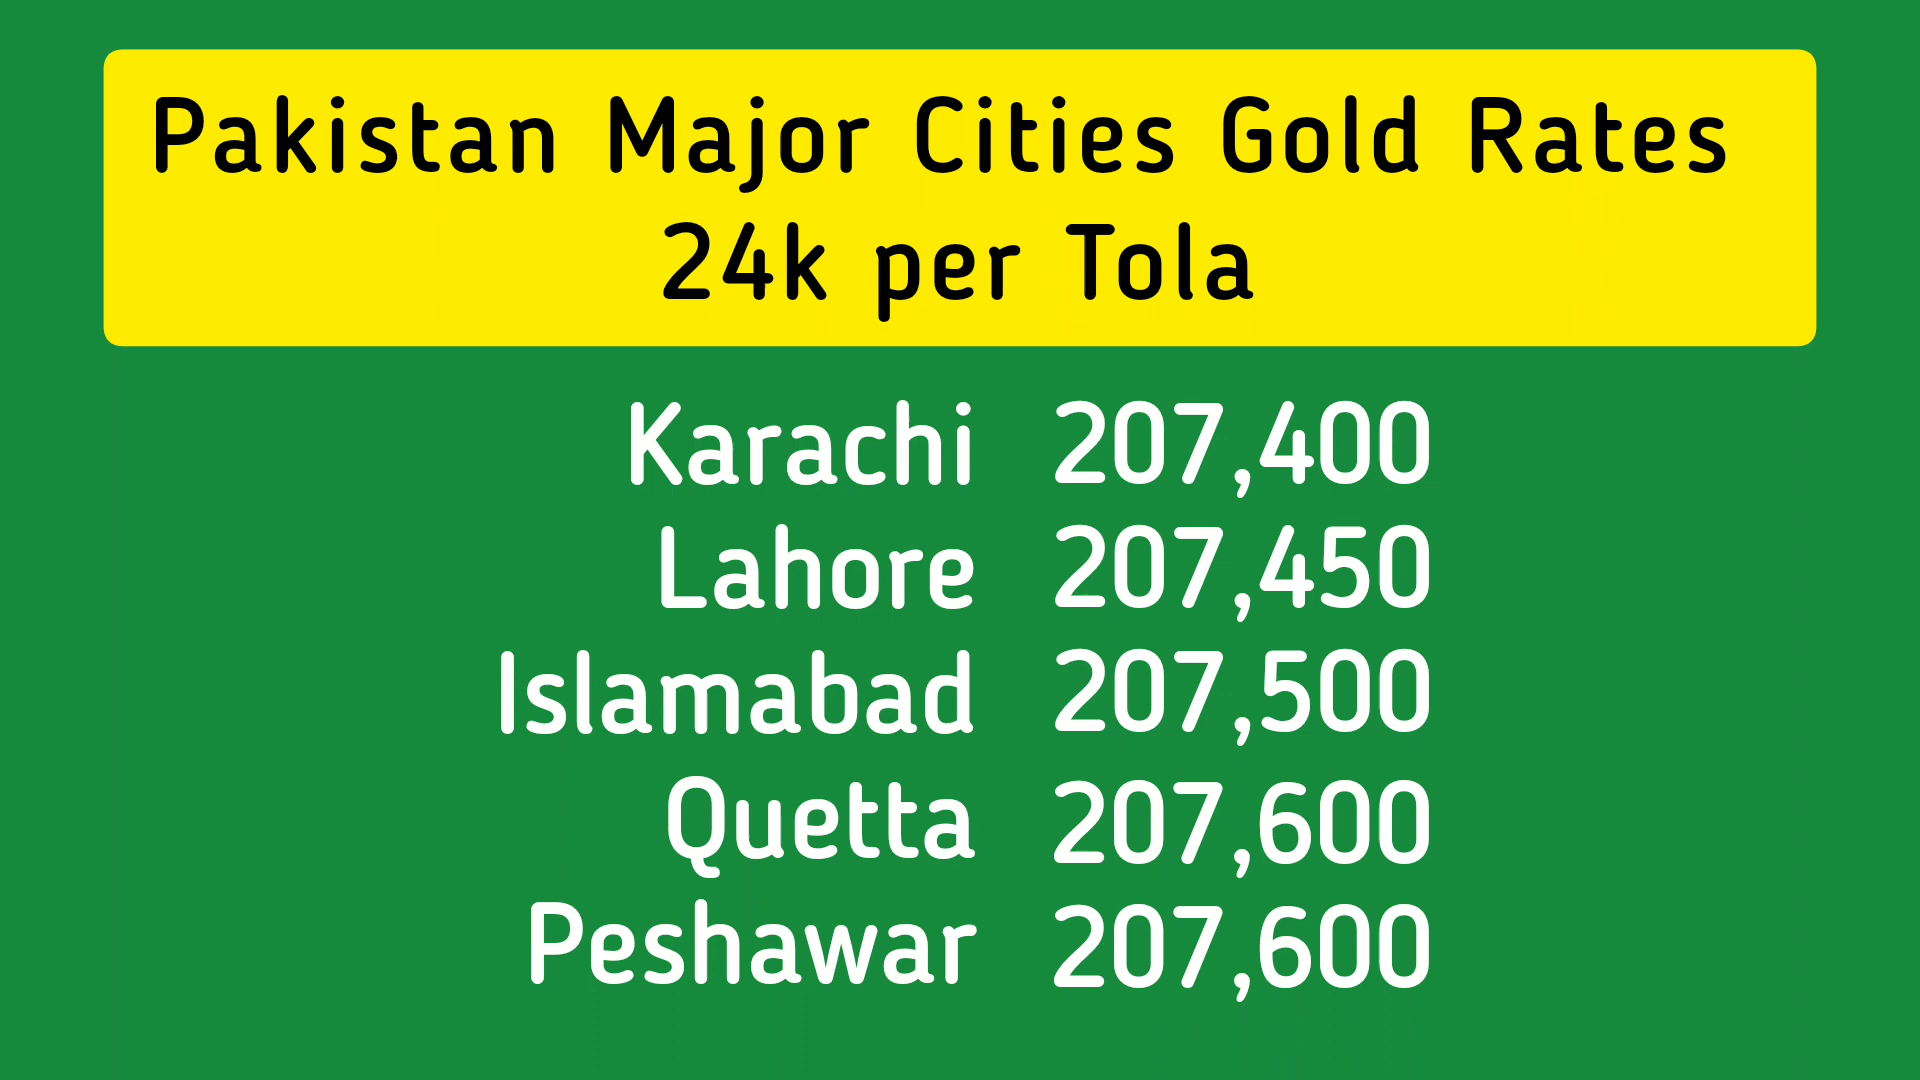 Pakistan Major Cities Gold Rates
24k per Tola
Karachi 207,400
Lahore 207,450
Islamabad 207,500
Quetta 207,600
Peshawar 207,600